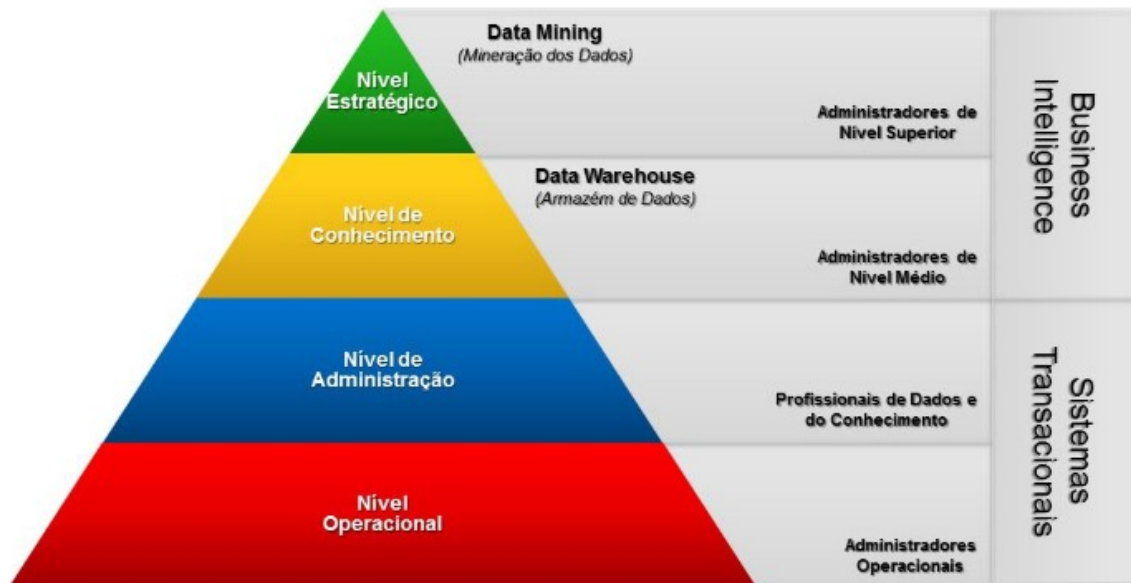 Data Mining
(Mineração dos Dados)
Nível
Estratégico
Administradores de
Nível Superior
Business
Intelligence
Data Warehouse
(Armazém de Dados)
Nível de
Conhecimento
Administradores de
Nível Médio
Nível de
Administração
Profissionais de Dados e
do Conhecimento
Sistemas
Transacionais
Nível
Operacional
Administradores
Operacionais